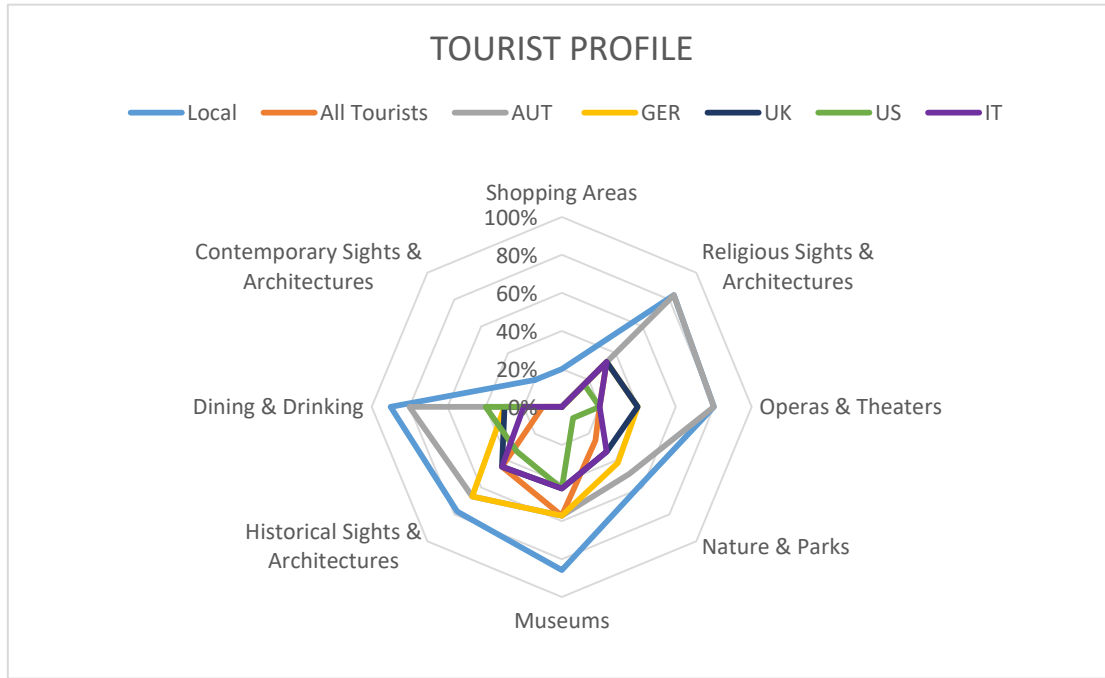 TOURIST PROFILE
Local All Tourists AUT GER UK US IT
Shopping Areas
100%
80%
60%
40%
20%
0%
Religious Sights &
Architectures
Operas & Theaters
Nature & Parks
Museums
Historical Sights &
Architectures
Dining & Drinking
Contemporary Sights &
Architectures